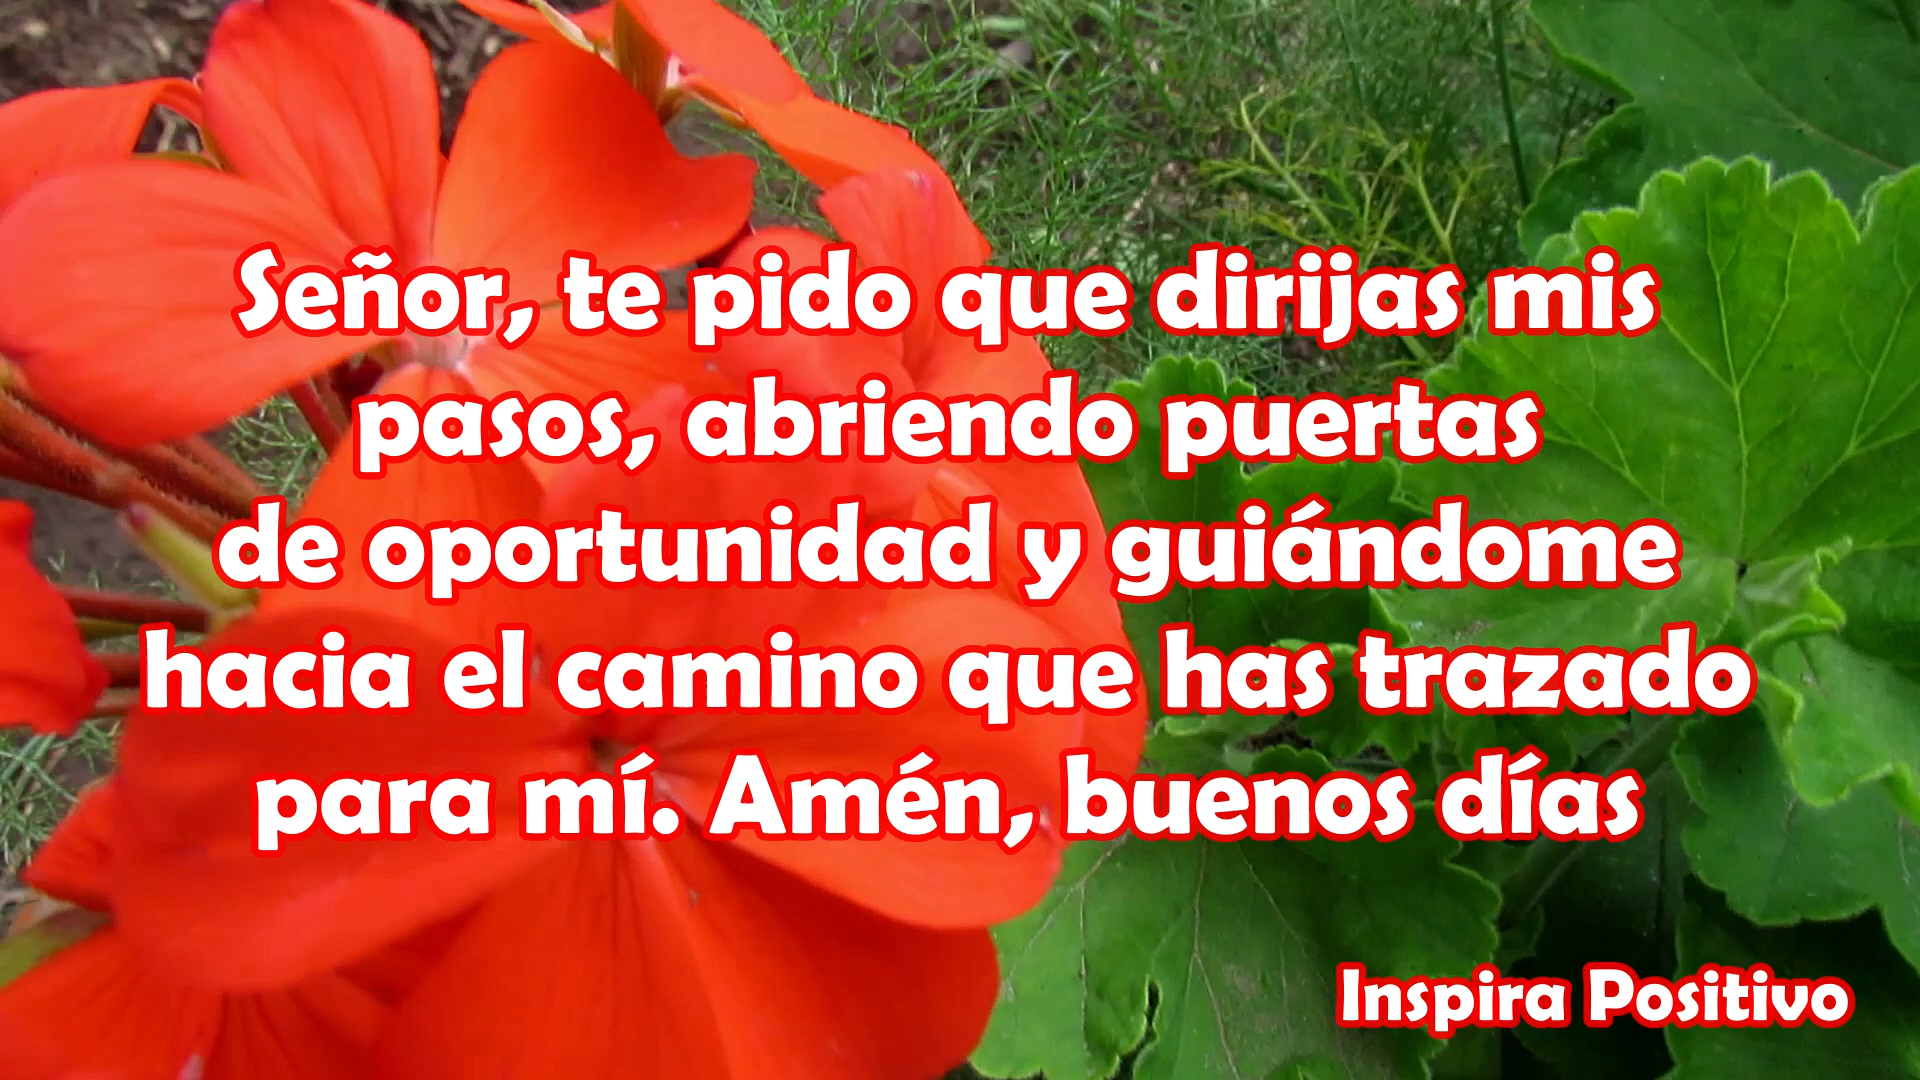 Señor, te pido que dirijas mis
pasos, abriendo puertas
de oportunidad y guiándome
hacia el camino que has trazado
para mí. Amén, buenos días
Inspira Positivo